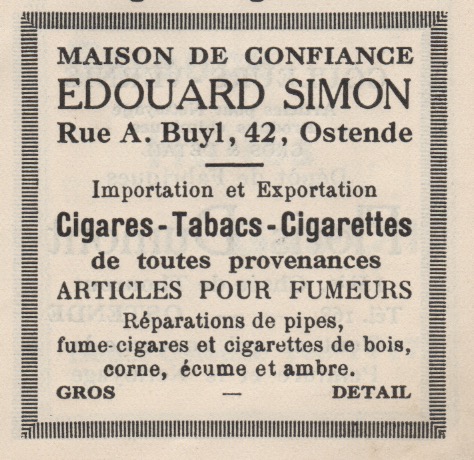 MAISON DE CONFIANCE
EDOUARD SIMON
Rue A. Buyl, 42, Ostende
Importation et Exportation
Cigares - Tabacs - Cigarettes
de toutes provenances
ARTICLES POUR FUMEURS
Réparations de pipes,
fume-cigares et cigarettes de bois,
corne, écume et ambre.
GROS — DETAIL